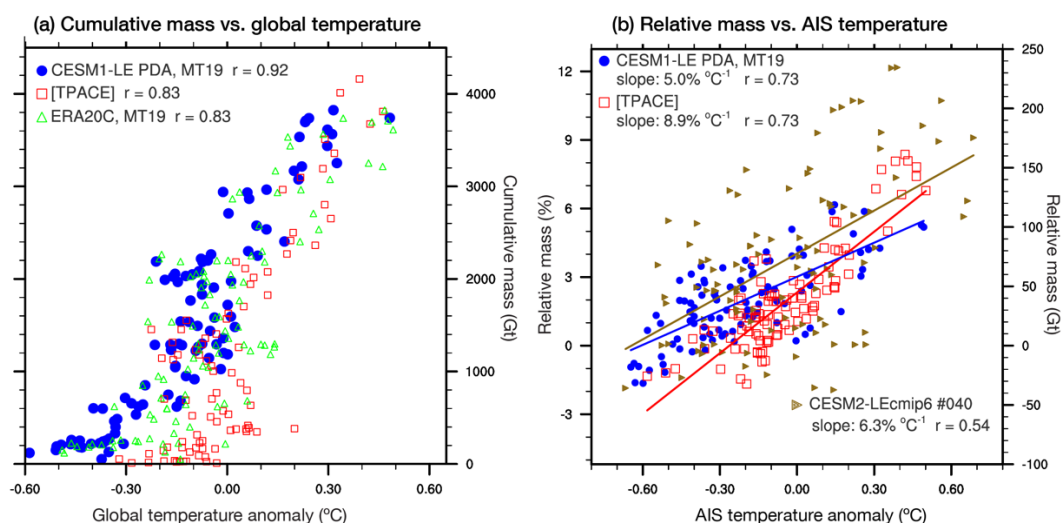 (a) Cumulative mass vs. global temperature
CESM1-LE PDA, MT19 r = 0.92
[TPACE] r = 0.83
ERA20C, MT19 r = 0.83
4000
2000
1000
0
Cumulative mass (Gt)
-0.60 -0.30 0.00 0.30 0.60
Global temperature anomaly (ºC)
(b) Relative mass vs. AIS temperature
CESM1-LE PDA, MT19
slope: 5.0% ºC-1 r = 0.73
[TPACE]
slope: 8.9% ºC-1 r = 0.73
CESM2-LEcmip6 #040
slope: 6.3% ºC-1 r = 0.54
12
9
6
3
0
-3
Relative mass (%)
250
200
150
100
50
0
-50
-100
Relative mass (Gt)
-0.60 -0.30 0.00 0.30 0.60
AIS temperature anomaly (ºC)